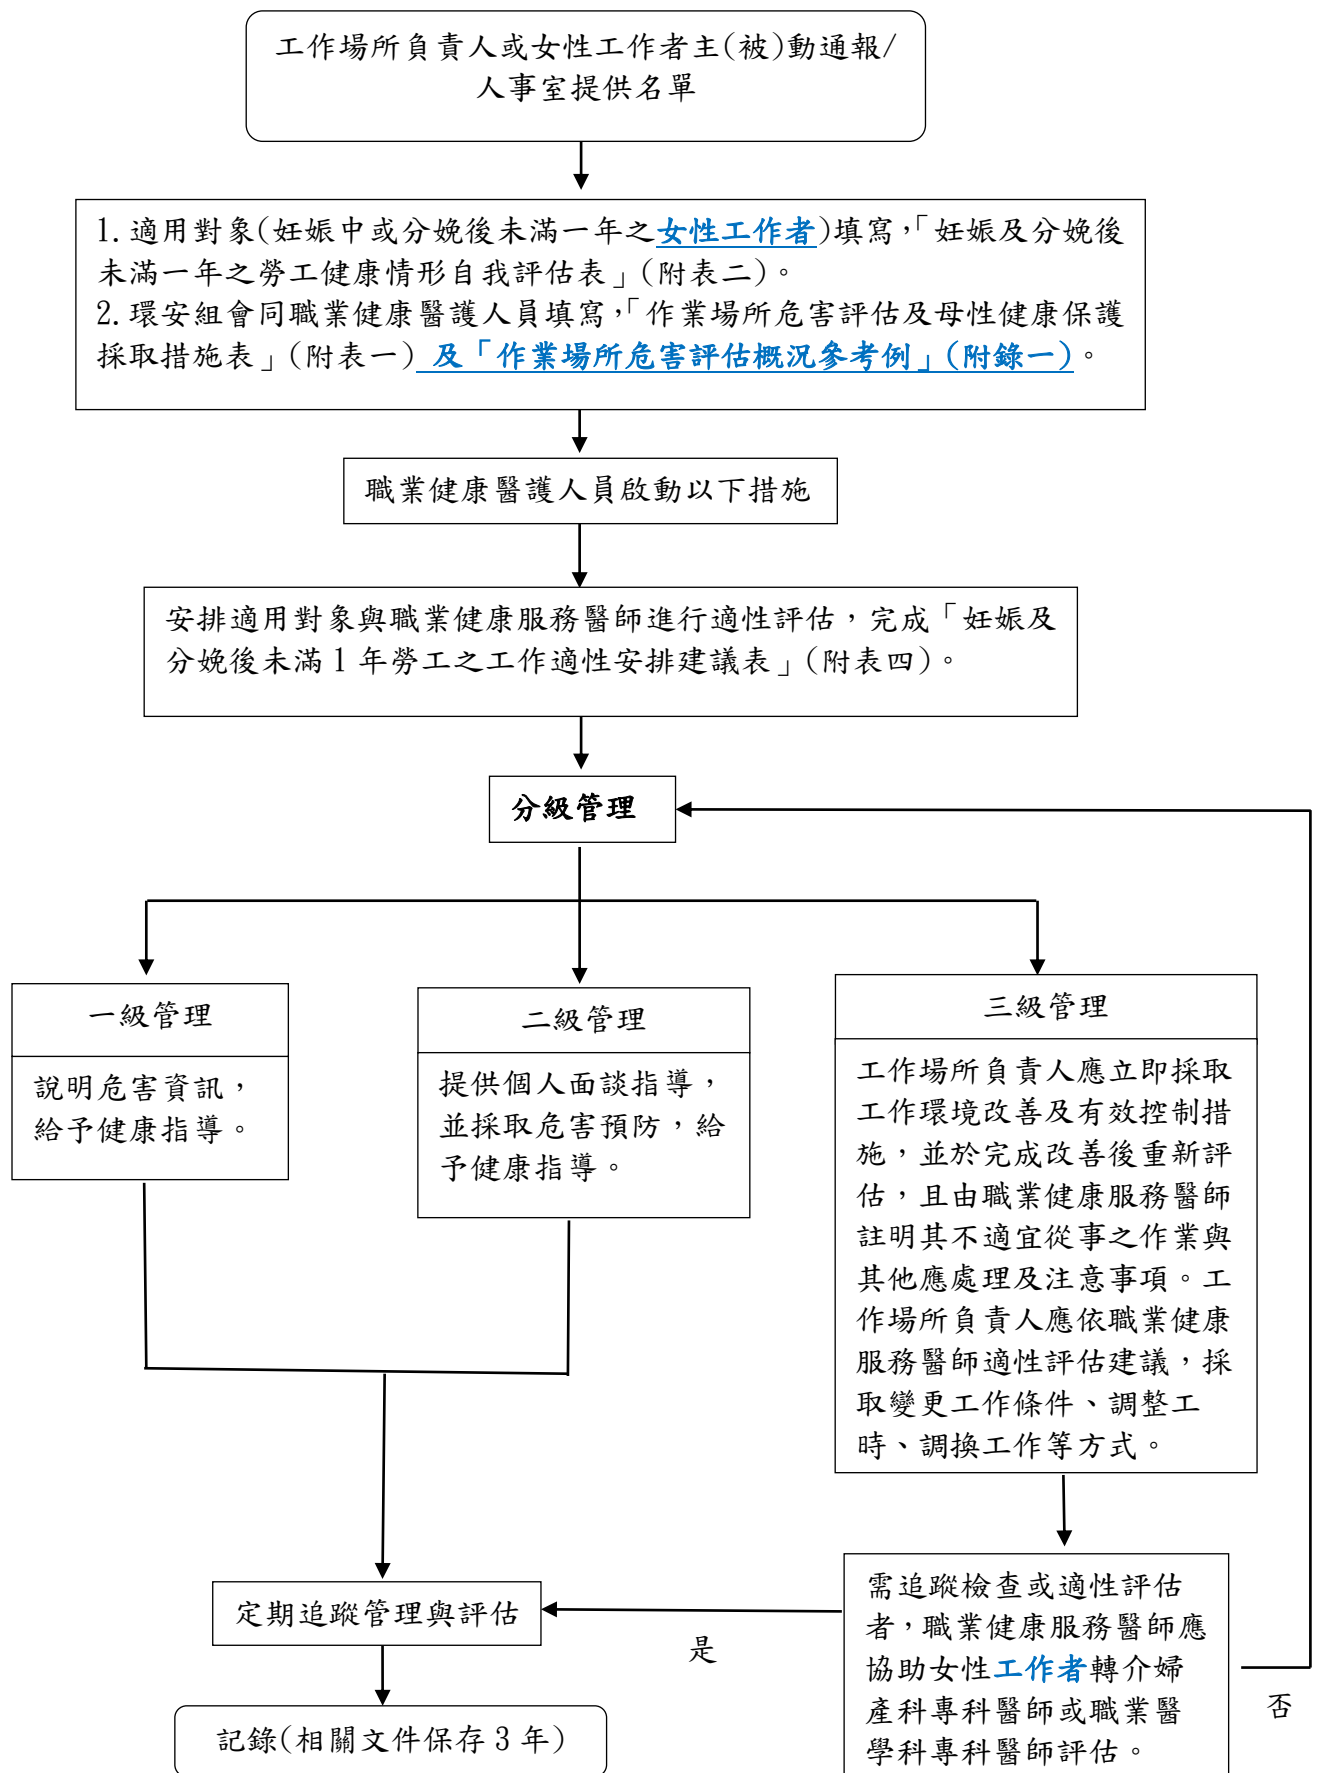 工作場所負責人或女性工作者主(被)動通報/
人事室提供名單
1.適用對象(妊娠中或分娩後未滿一年之女性工作者)填寫,「妊娠及分娩後
未滿一年之勞工健康情形自我評估表」(附表二)。
2.環安組會同職業健康醫護人員填寫,「作業場所危害評估及母性健康保護
採取措施表」(附表一) 及「作業場所危害評估概況參考例」(附錄一)。
職業健康醫護人員啟動以下措施
安排適用對象與職業健康服務醫師進行適性評估,完成「妊娠及
分娩後未滿 1 年勞工之工作適性安排建議表」(附表四)。
分級管理
一級管理
說明危害資訊,
給予健康指導。
二級管理
提供個人面談指導,
並採取危害預防,給
予健康指導。
三級管理
工作場所負責人應立即採取
工作環境改善及有效控制措
施,並於完成改善後重新評
估,且由職業健康服務醫師
註明其不適宜從事之作業與
其他應處理及注意事項。工
作場所負責人應依職業健康
服務醫師適性評估建議,採
取變更工作條件、調整工
時、調換工作等方式。
需追蹤檢查或適性評估
者,職業健康服務醫師應
協助女性工作者轉介婦
產科專科醫師或職業醫
學科專科醫師評估。
是
否
定期追蹤管理與評估
記錄(相關文件保存 3 年)